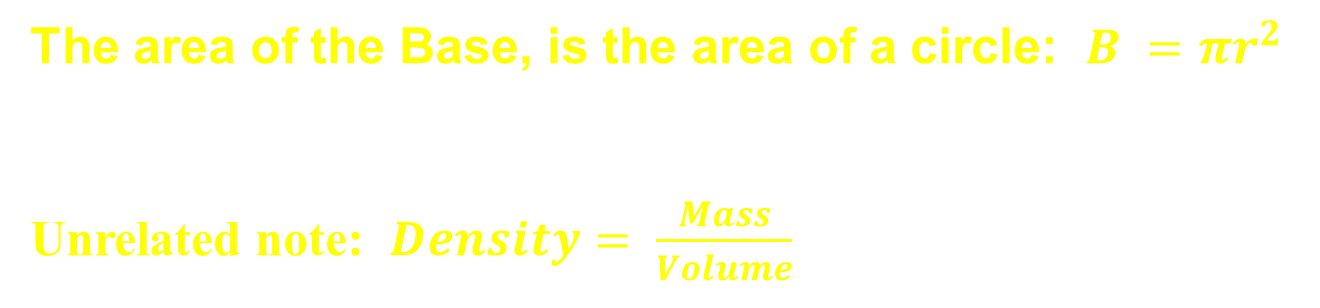 The area of the Base, is the area of a circle: B = πr²
Unrelated note: Density = Mass / Volume